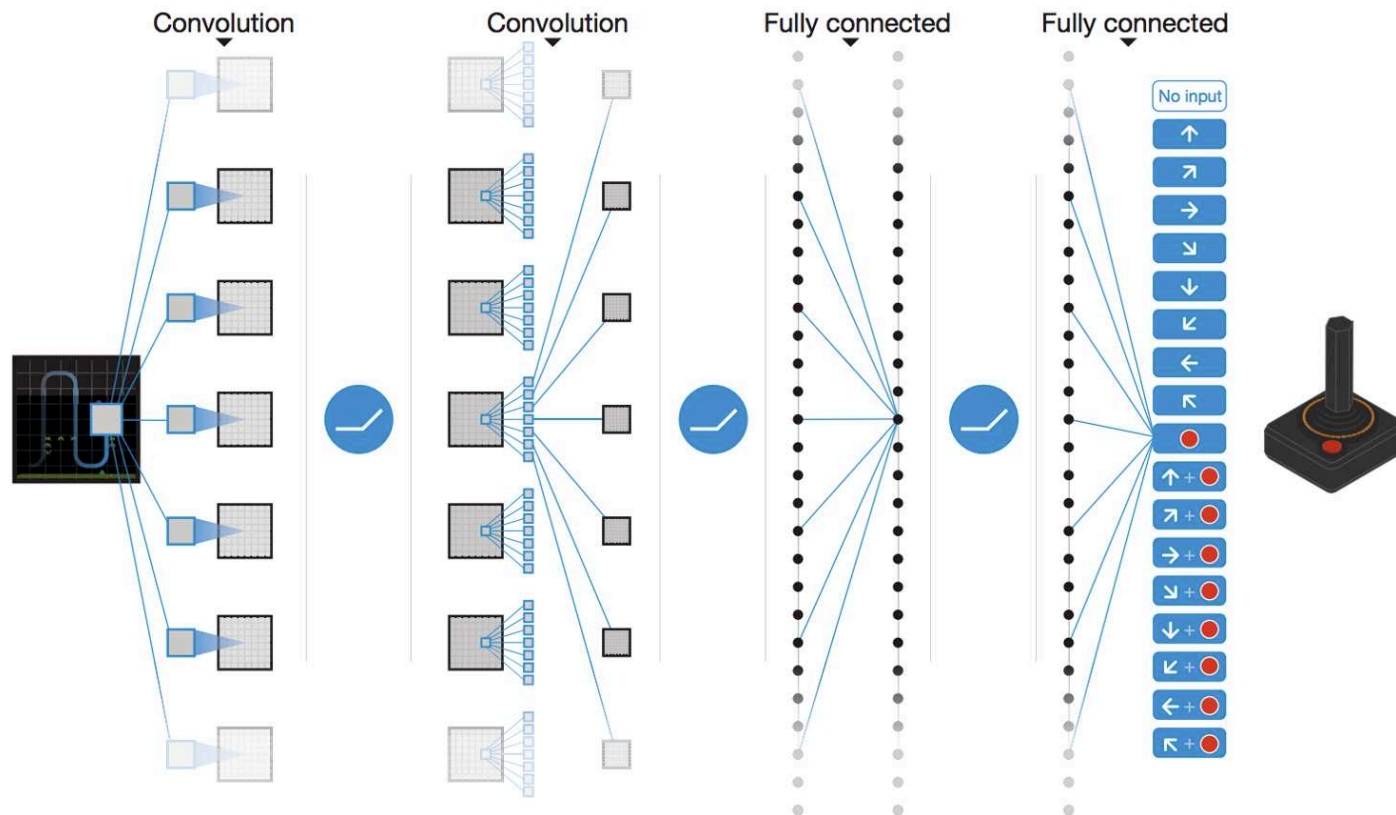 Convolution
Convolution
Fully connected
Fully connected
No input
+
+
+
+
+
+
+
+